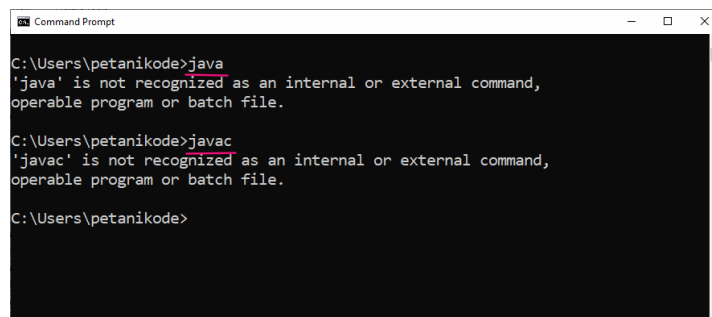 Command Prompt
C:\Users\petanikode>java
'java' is not recognized as an internal or external command,
operable program or batch file.
C:\Users\petanikode>javac
'javac' is not recognized as an internal or external command,
operable program or batch file.
C:\Users\petanikode>